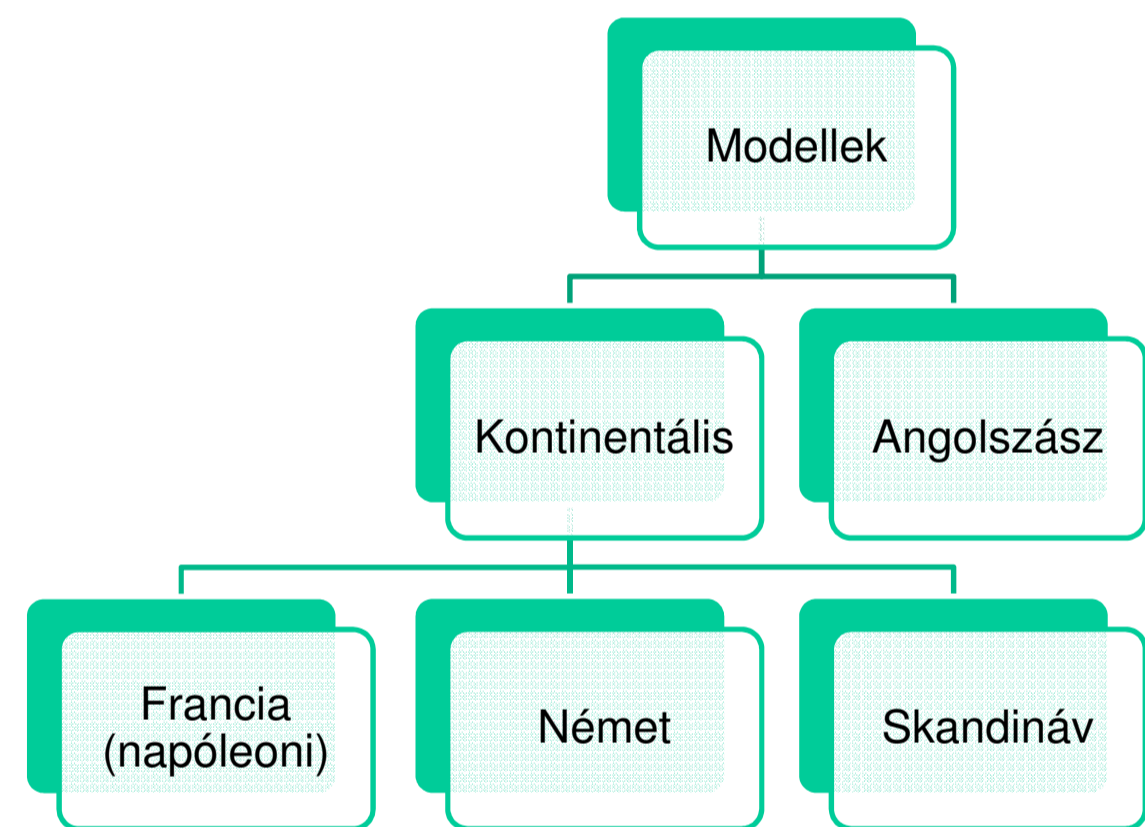 Modellek
Kontinentális
Angolszász
Francia
(napóleoni)
Német
Skandináv